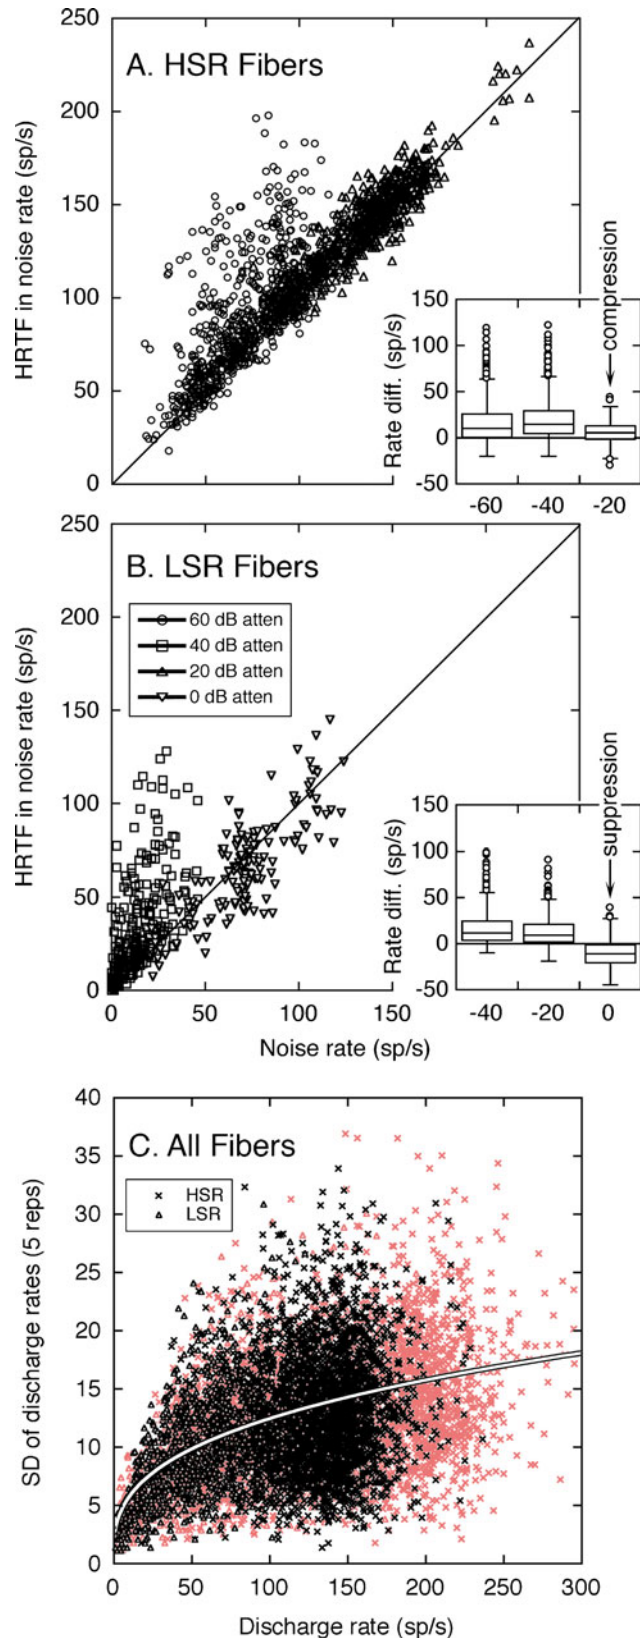 250
A. HSR Fibers
200
150
100
50
0
HRTF in noise rate (sp/s)
150
100
50
0
-50
Rate diff. (sp/s)
compression
-60 -40 -20
250
B. LSR Fibers
60 dB atten
40 dB atten
20 dB atten
0 dB atten
200
150
100
50
0
HRTF in noise rate (sp/s)
150
100
50
0
-50
Rate diff. (sp/s)
suppression
-40 -20 0
0 50 100
Noise rate (sp/s)
40
C. All Fibers
35
HSR
LSR
30
25
20
15
10
5
0
SD of discharge rates (5 reps)
0 50 100 150 200 250 300
Discharge rate (sp/s)